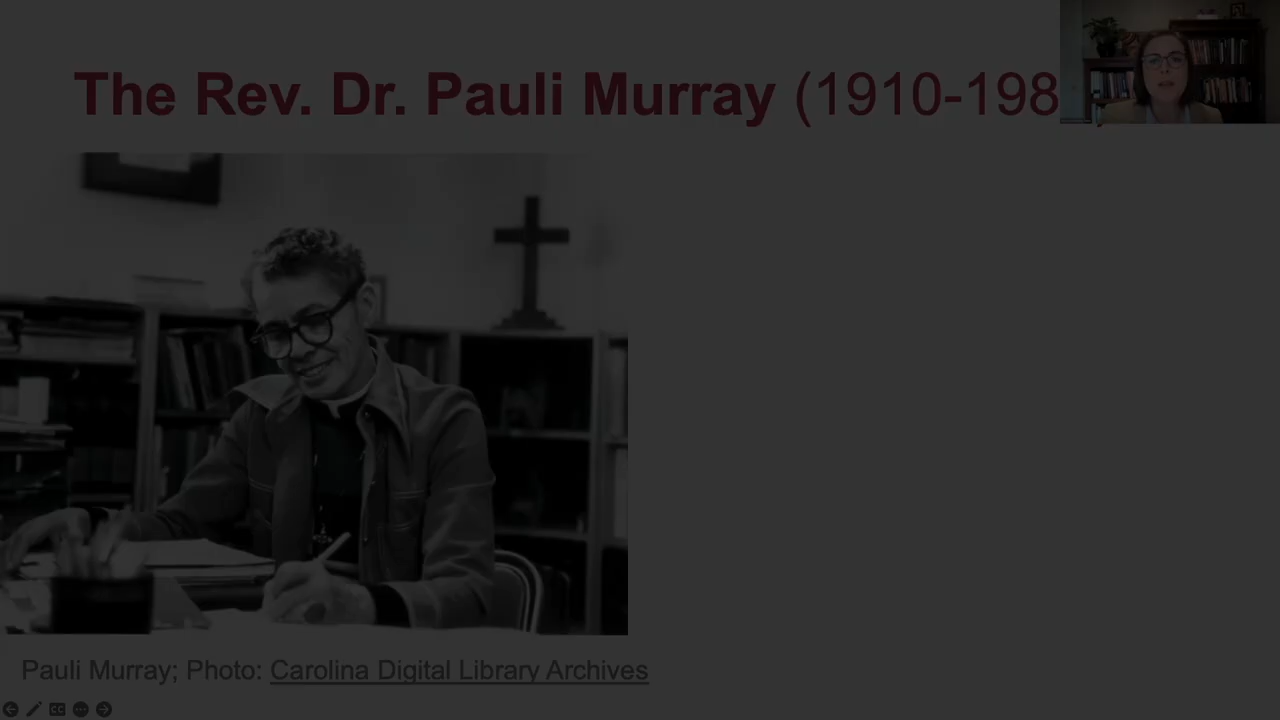 The Rev. Dr. Pauli Murray (1910-198
Pauli Murray; Photo: Carolina Digital Library Archives